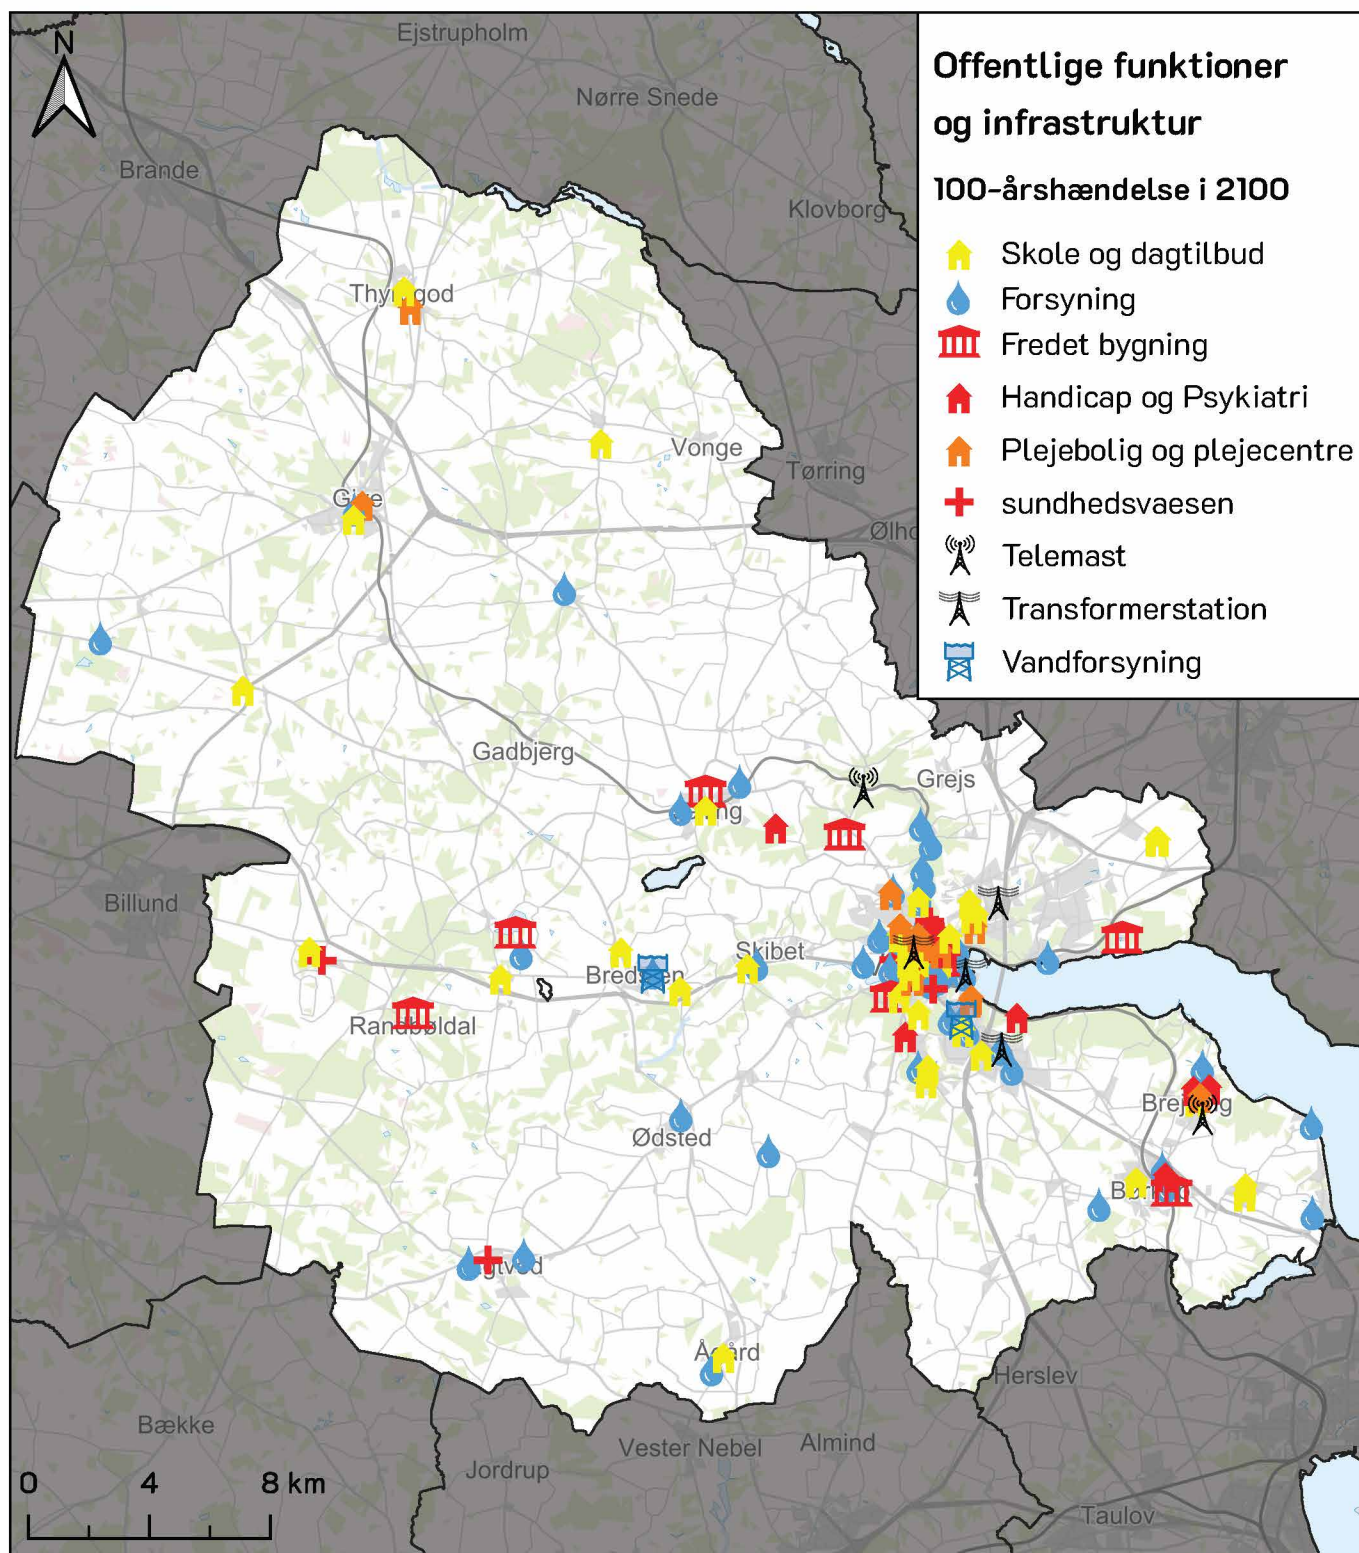 Offentlige funktioner
og infrastruktur
100-årshændelse i 2100
Skole og dagtilbud
Forsyning
Fredet bygning
Handicap og Psykiatri
Plejebolig og plejecentre
sundhedsvaesen
Telemast
Transformerstation
Vandforsyning
N
Ejstrupholm
Nørre Snede
Brande
Klovborg
Vonge
Tørring
Gadbjerg
Grejs
Billund
Skibet
Randbøldal
Ødsted
Herslev
Bække
Vester Nebel
Almind
Jordrup
Taulov
0 4 8 km